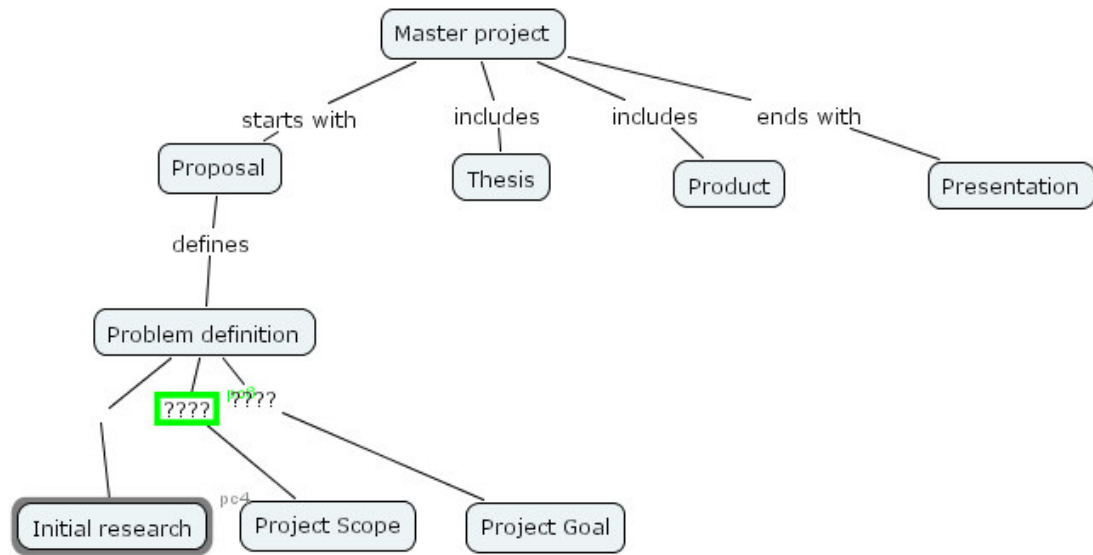 Master project
starts with
includes
includes
ends with
Proposal
Thesis
Product
Presentation
defines
Problem definition
????
????
pc4
Initial research
Project Scope
Project Goal